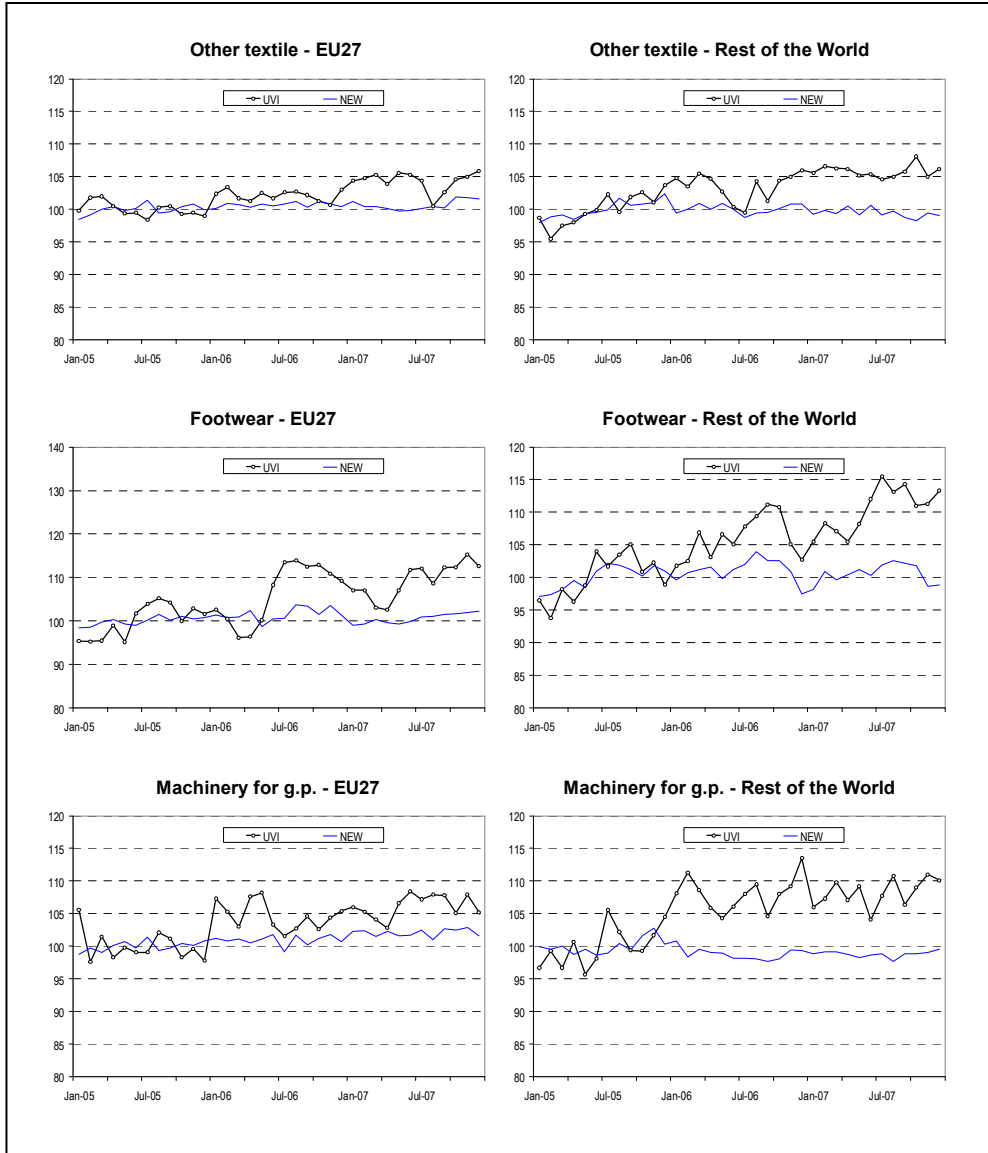 Other textile - EU27
UVI NEW
120
115
110
105
100
95
90
85
80
Jan-05 Jul-05 Jan-06 Jul-06 Jan-07 Jul-07
Other textile - Rest of the World
UVI NEW
120
115
110
105
100
95
90
85
80
Jan-05 Jul-05 Jan-06 Jul-06 Jan-07 Jul-07
Footwear - EU27
UVI NEW
140
130
120
110
100
90
80
Jan-05 Jul-05 Jan-06 Jul-06 Jan-07 Jul-07
Footwear - Rest of the World
UVI NEW
120
115
110
105
100
95
90
85
80
Jan-05 Jul-05 Jan-06 Jul-06 Jan-07 Jul-07
Machinery for g.p. - EU27
UVI NEW
120
115
110
105
100
95
90
85
80
Jan-05 Jul-05 Jan-06 Jul-06 Jan-07 Jul-07
Machinery for g.p. - Rest of the World
UVI NEW
120
115
110
105
100
95
90
85
80
Jan-05 Jul-05 Jan-06 Jul-06 Jan-07 Jul-07